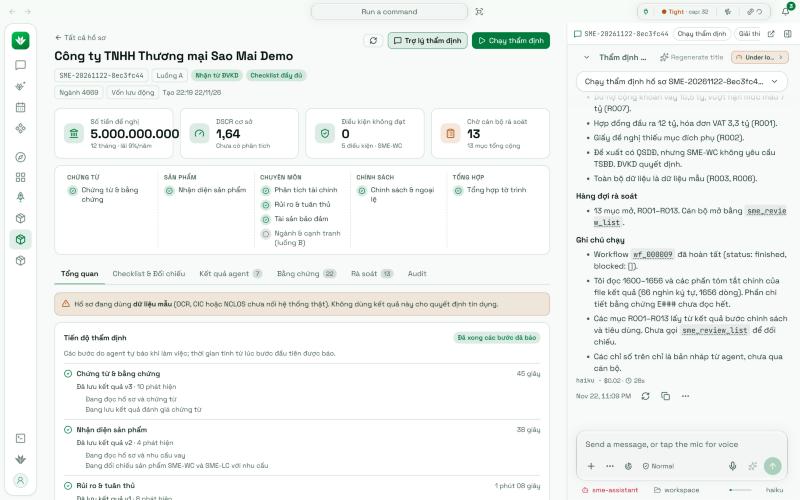 Run a command
Tight · cap: 32
3
Tất cả hồ sơ
Công ty TNHH Thương mại Sao Mai Demo
Trợ lý thẩm định
Chạy thẩm định
SME-20261122-8ec3fc44
Luồng A
Nhận từ ĐVKD
Checklist đầy đủ
Ngành 4669
Vốn lưu động
Tạo 22:19 22/11/26
Số tiền đề nghị
5.000.000.000
12 tháng · lãi 9%/năm
DSCR cơ sở
1,64
Chưa có phân tích
Điều kiện không đạt
0
5 điều kiện · SME-WC
Chờ cán bộ rà soát
13
13 mục tổng cộng
CHỨNG TỪ
Chứng từ & bảng chứng
SẢN PHẨM
Nhận diện sản phẩm
CHUYÊN MÔN
Phân tích tài chính
Rủi ro & tuân thủ
Tài sản bảo đảm
Ngành & cạnh tranh (luồng B)
CHÍNH SÁCH
Chính sách & ngoại lệ
TỔNG HỢP
Tổng hợp tờ trình
Tổng quan
Checklist & Đối chiếu
Kết quả agent 7
Bằng chứng 22
Rà soát 13
Audit
Hồ sơ đang dùng dữ liệu mẫu (OCR, CIC hoặc NCLOS chưa nối hệ thống thật). Không dùng kết quả này cho quyết định tín dụng.
Tiến độ thẩm định
Đã xong các bước đã báo
Các bước do agent tự báo khi làm việc; thời gian tính từ lúc bước đầu tiên được báo.
Chứng từ & bằng chứng
45 giây
Đã lưu kết quả v3 · 10 phát hiện
Đang đọc hồ sơ và chứng từ
Đang lưu kết quả đánh giá chứng từ
Nhận diện sản phẩm
38 giây
Đã lưu kết quả v2 · 4 phát hiện
Đang đọc hồ sơ và nhu cầu vay
Đang đối chiếu sản phẩm SME-WC và SME-LC với nhu cầu
Rủi ro & tuân thủ
1 phút 08 giây
SME-20261122-8ec3fc44
Chạy thẩm định
Giải thí
Thẩm định ...
Regenerate title
Under lo...
Chạy thẩm định hồ sơ SME-20261122-8ec3fc4...
tỷ (R007).
Hợp đồng đầu ra 12 tỷ, hóa đơn VAT 3,3 tỷ (R001).
Giấy đề nghị thiếu mục đích phụ (R002).
Đề xuất có QSDĐ, nhưng SME-WC không yêu cầu
TSBĐ. ĐVKD quyết định.
Toàn bộ dữ liệu là dữ liệu mẫu (R003, R006).
Hàng đợi rà soát
13 mục mở, R001–R013. Cán bộ mở bằng sme_revie
w_list .
Ghi chú chạy
Workflow wf_000009 đã hoàn tất (status: finished,
blocked: []).
Tôi đọc 1600–1656 và các phần tóm tắt chính của
file kết quả (66 nghìn ký tự, 1656 dòng). Phần chi
tiết bằng chứng E### chưa đọc hết.
Các mục R001–R013 lấy từ kết quả bước chính sách
và tiêu dùng. Chưa gọi sme_review_list để đối
chiếu.
Các chỉ số trên chỉ là bản nháp từ agent, chưa qua
cán bộ.
haiku · $0.02 · 28s
Nov 22, 11:09 PM
Send a message, or tap the mic for voice
Normal
sme-assistant
workspace
haiku